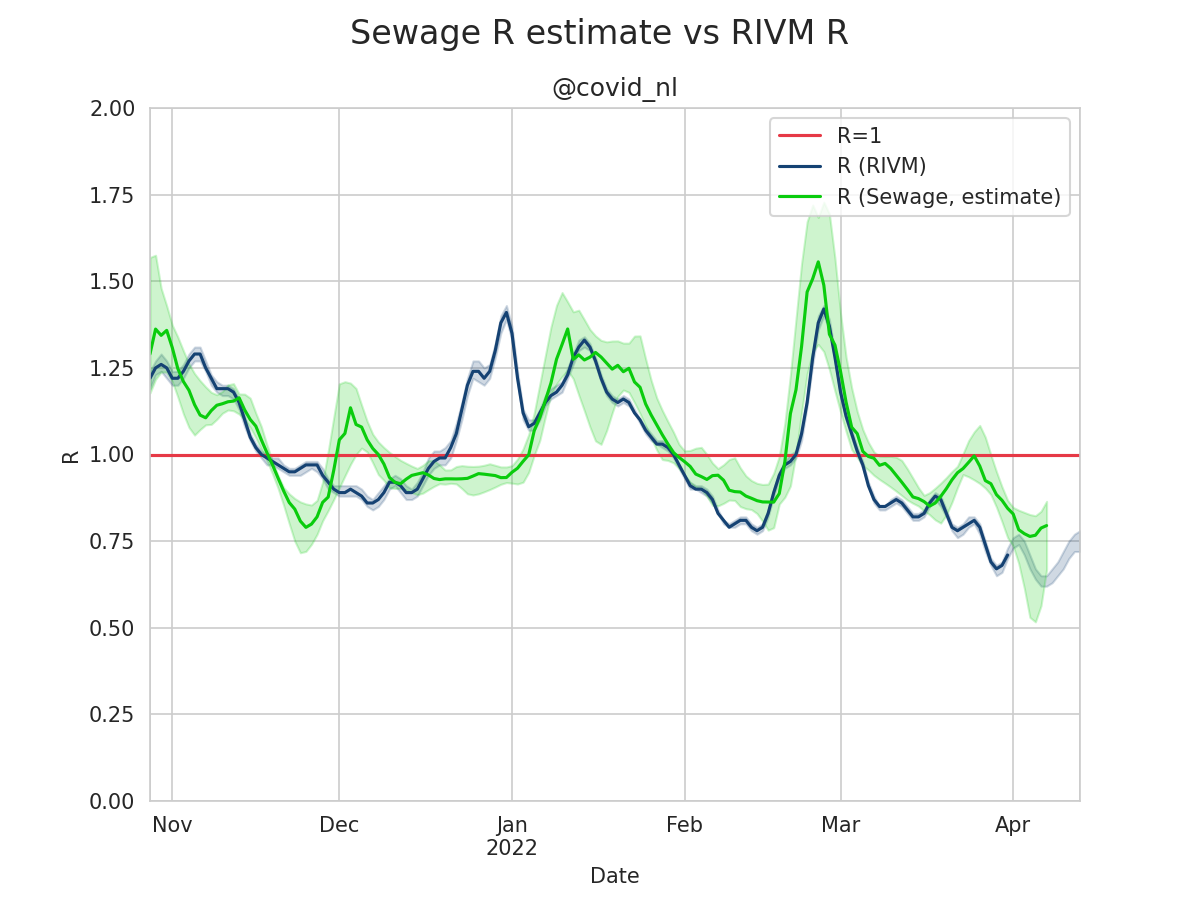 Sewage R estimate vs RIVM R
@covid_nl
R=1
R (RIVM)
R (Sewage, estimate)
2.00
1.75
1.50
1.25
1.00
0.75
0.50
0.25
0.00
R
Nov Dec Jan Feb Mar Apr
2022
Date